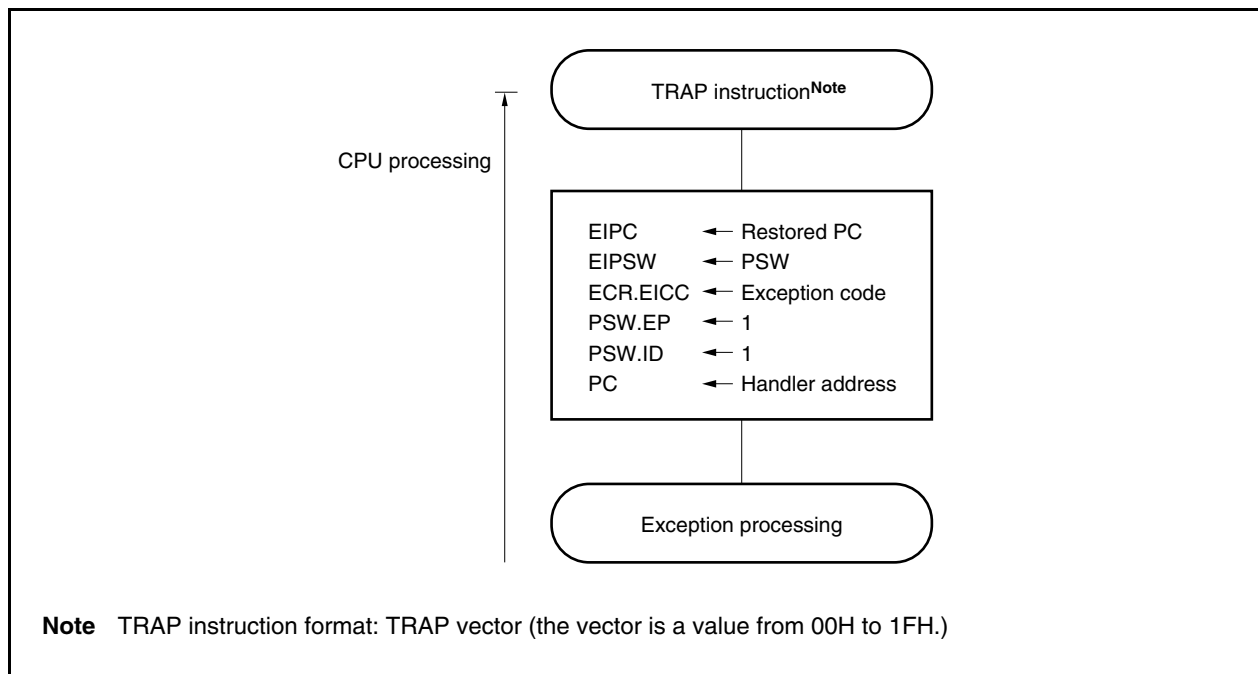 TRAP instructionNote
CPU processing
EIPC ← Restored PC
EIPSW ← PSW
ECR.EICC ← Exception code
PSW.EP ← 1
PSW.ID ← 1
PC ← Handler address
Exception processing
Note TRAP instruction format: TRAP vector (the vector is a value from 00H to 1FH.)